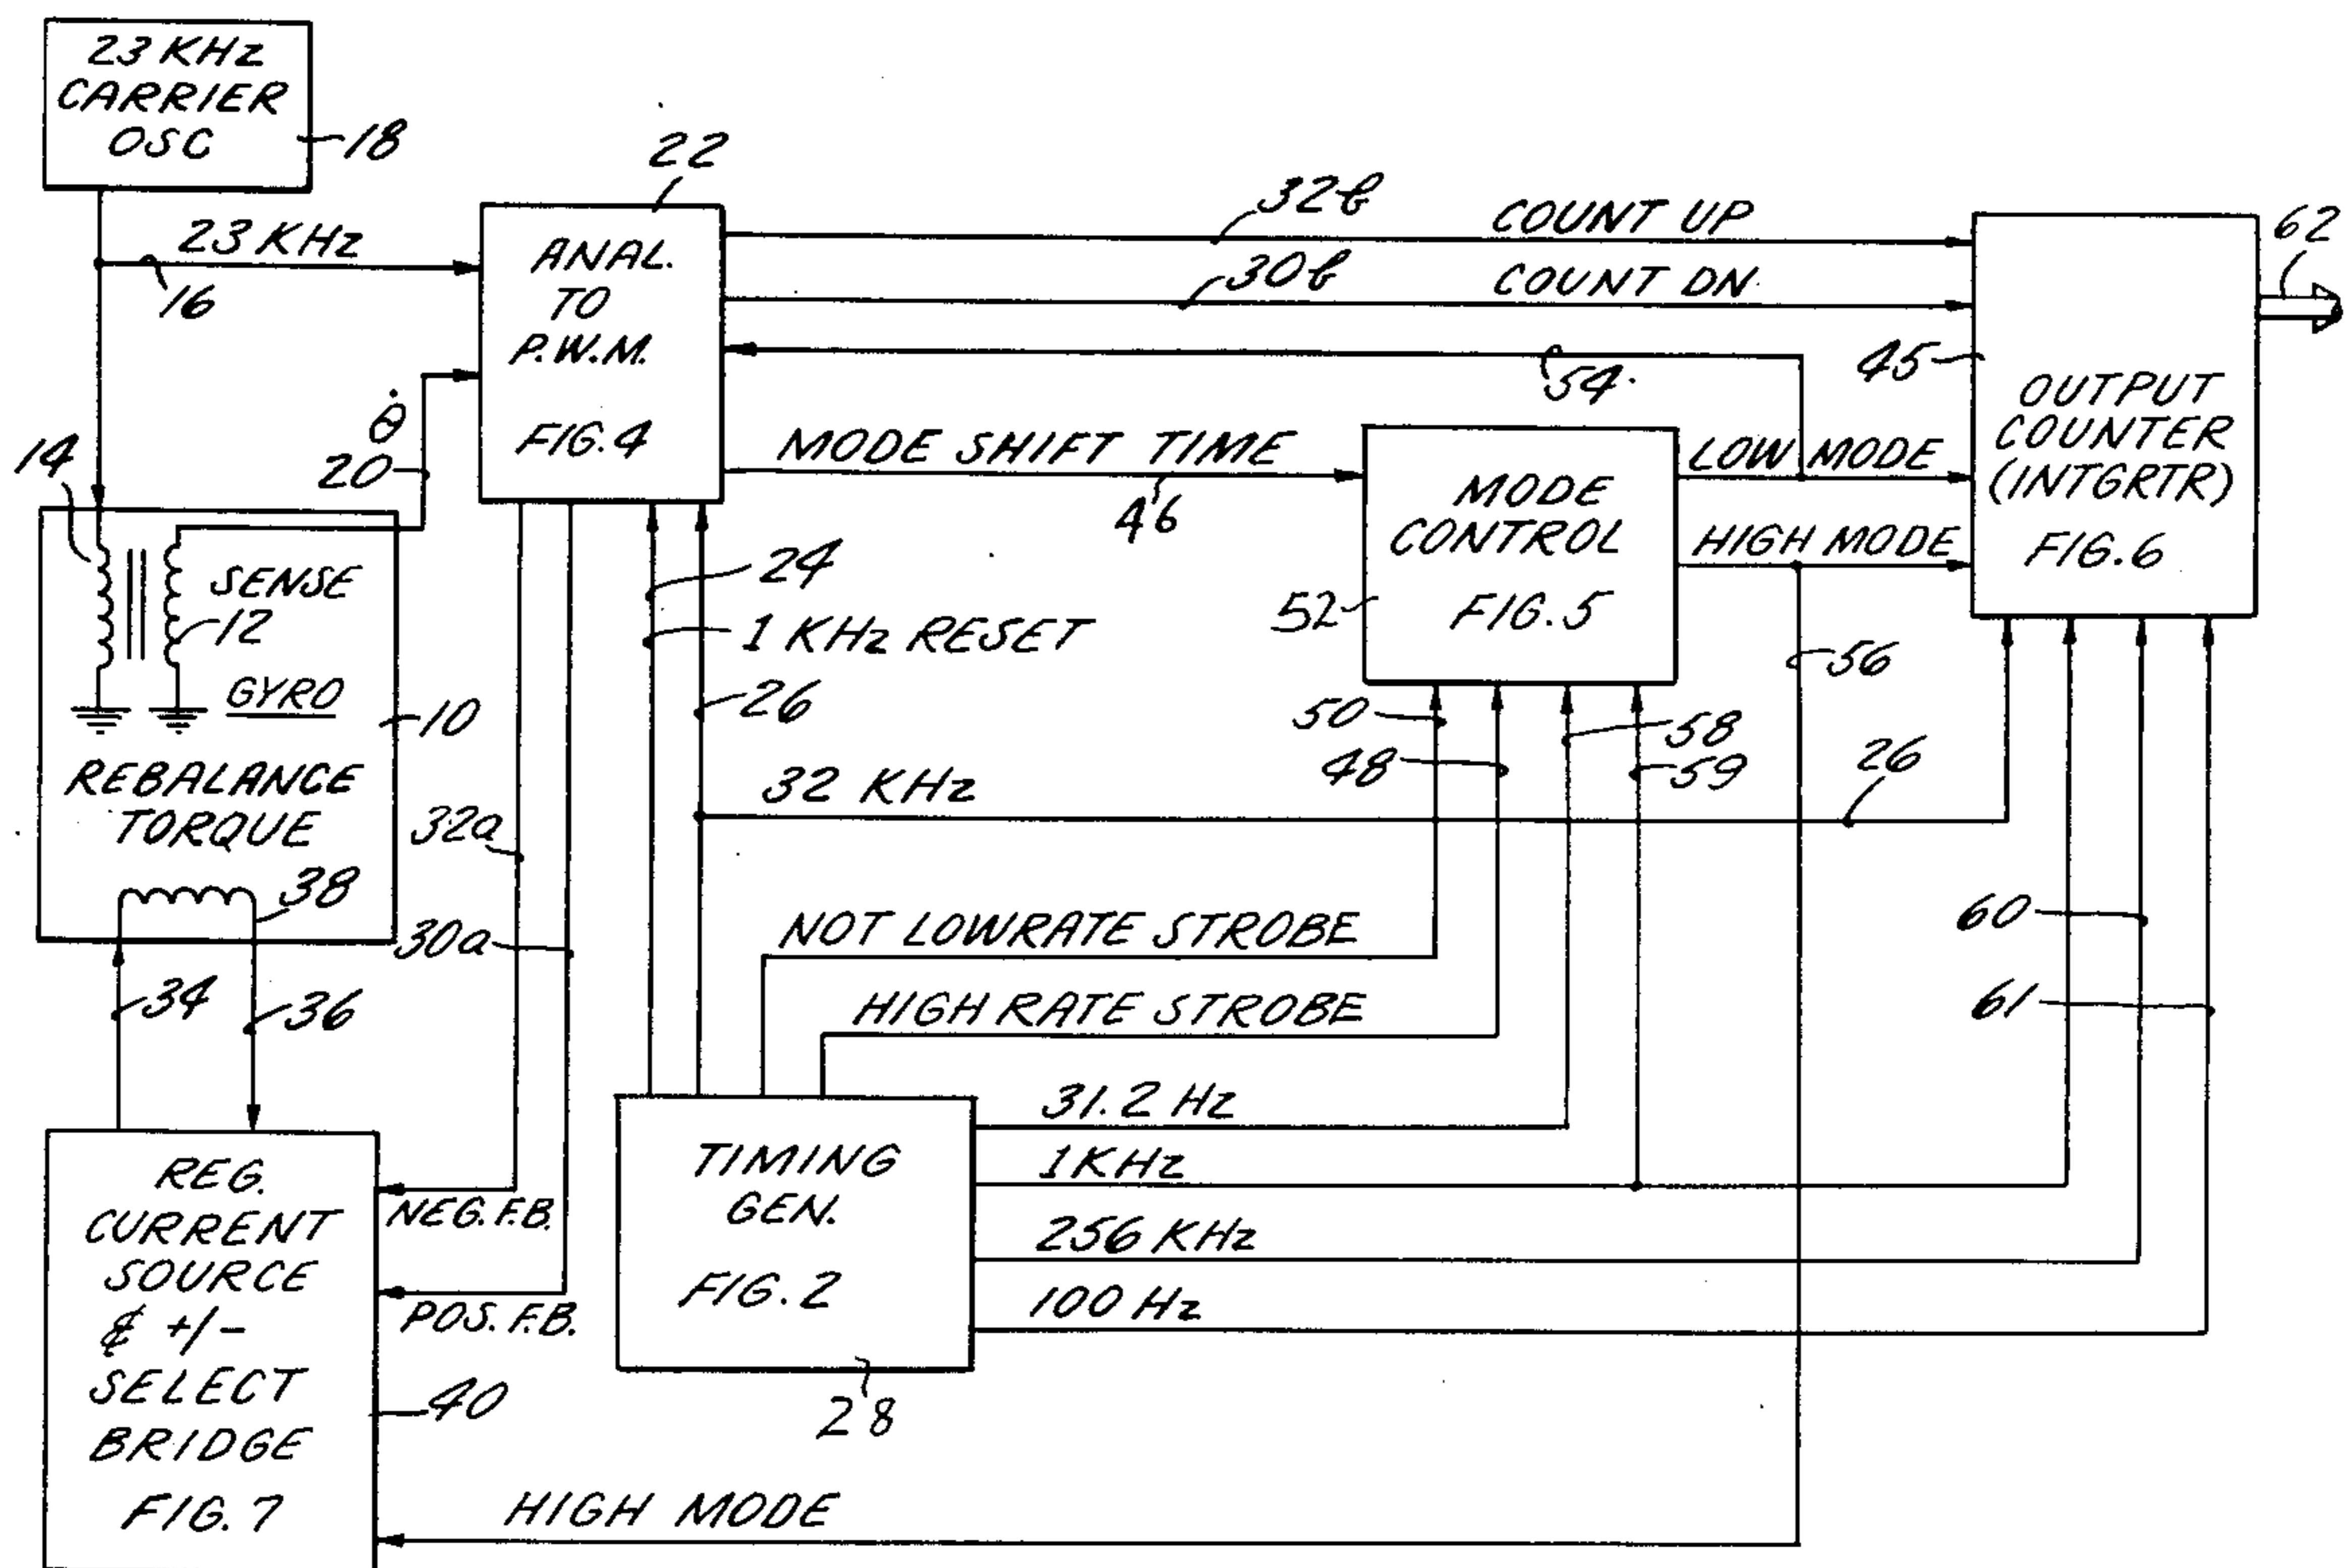 23 KHz
CARRIER
OSC
18
22
32b
COUNT UP
62
23 KHz
16
ANAL.
TO
P.W.M.
FIG. 4
30b
COUNT DN
45
54
OUTPUT
COUNTER
(INTGRTR)
FIG. 6
θ̇
20
14
MODE SHIFT TIME
46
MODE
CONTROL
FIG. 5
52
LOW MODE
HIGH MODE
56
SENSE
12
GYRO
10
24
1 KHz RESET
26
50
48
58
59
26
REBALANCE
TORQUE
38
32a
32 KHz
30a
NOT LOWRATE STROBE
60
34
36
HIGH RATE STROBE
61
31.2 Hz
TIMING
GEN.
FIG. 2
1KHz
256 KHz
100 Hz
28
REG.
CURRENT
SOURCE
& +/-
SELECT
BRIDGE
FIG. 7
NEG. F.B.
POS. F.B.
40
HIGH MODE